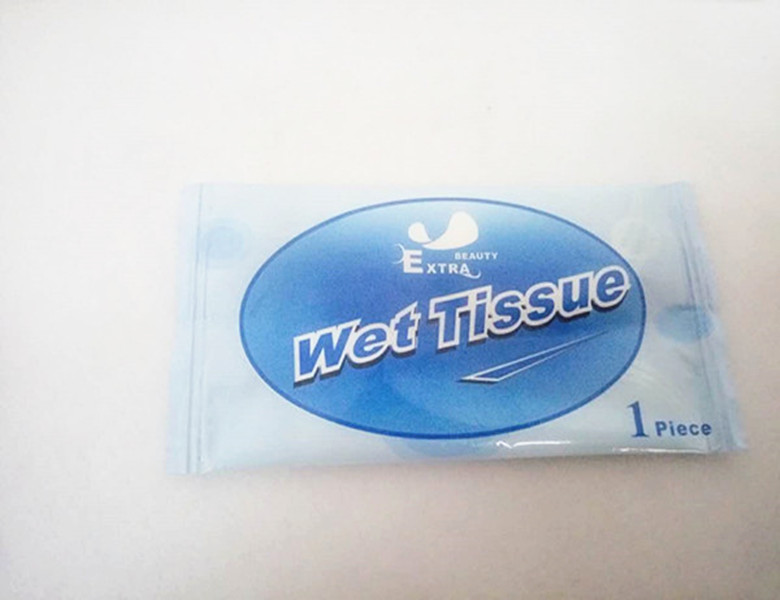 BEAUTY
EXTRA
Wet Tissue
1 Piece